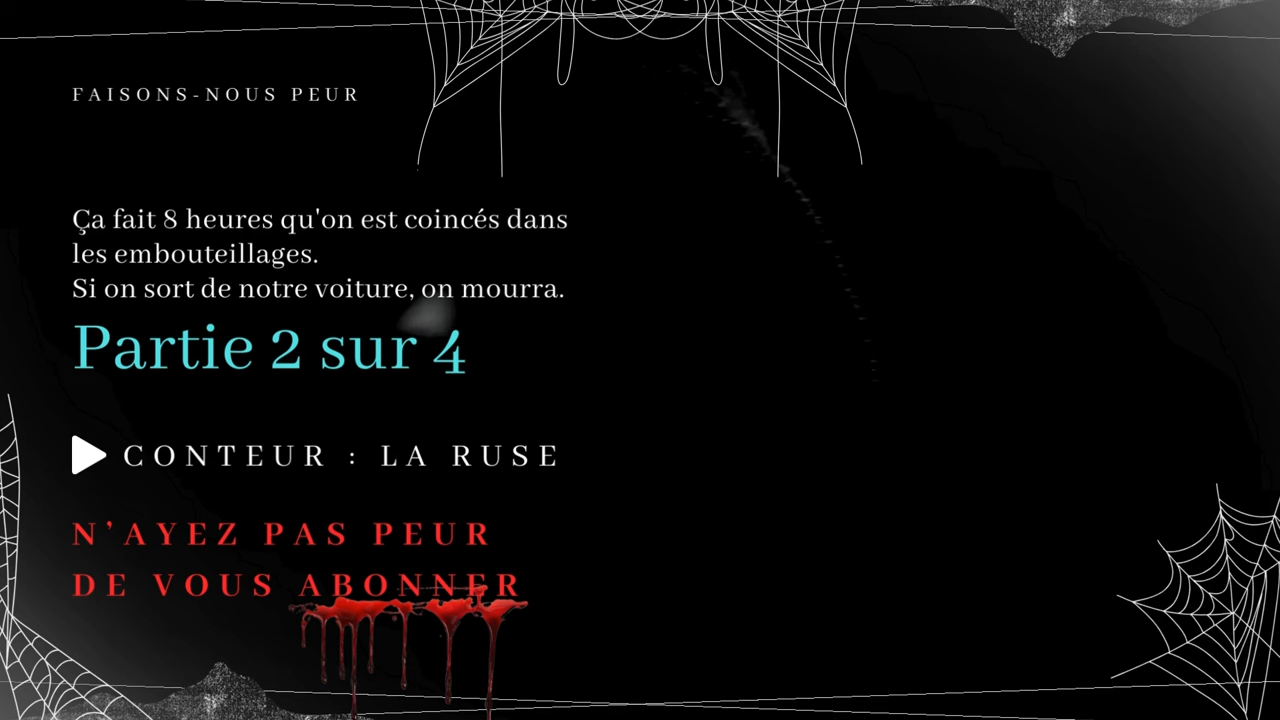 FAISONS-NOUS PEUR
Ça fait 8 heures qu'on est coincés dans
les embouteillages.
Si on sort de notre voiture, on mourra.
Partie 2 sur 4
CONTEUR : LA RUSE
N'AYEZ PAS PEUR
DE VOUS ABONNER